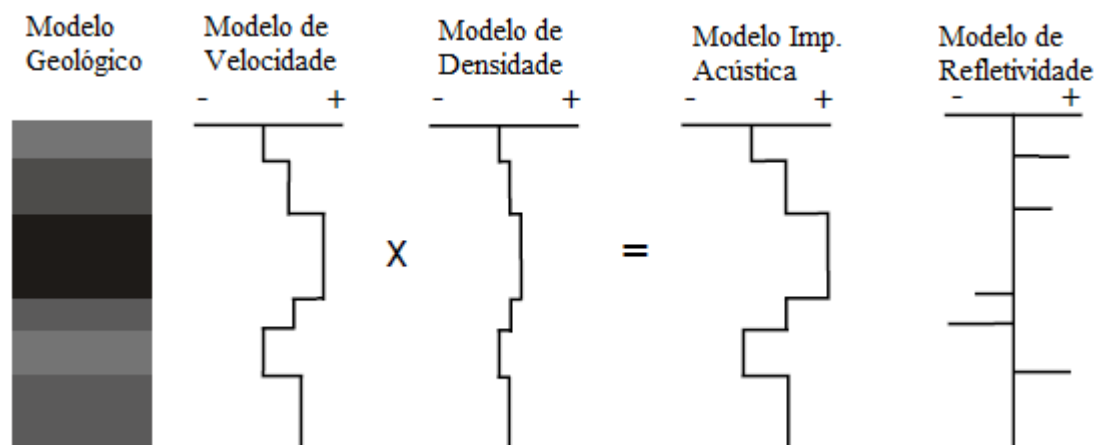 Modelo
Geológico
Modelo de
Velocidade
- +
Modelo de
Densidade
- +
Modelo Imp.
Acústica
- +
Modelo de
Refletividade
- +
X
=